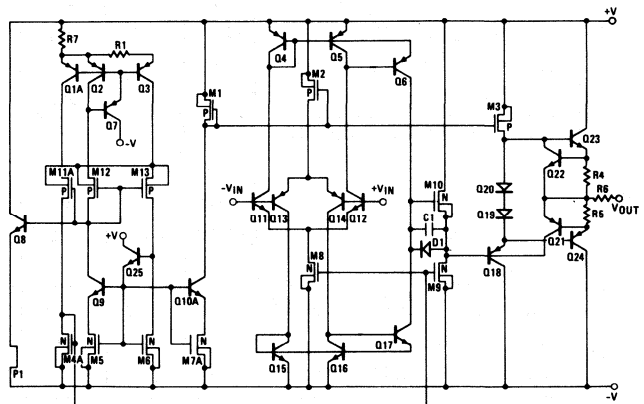 +V
R7
R1
Q1A
Q2
Q3
Q7
-V
M1
P
Q4
Q5
M2
P
Q6
M3
P
Q23
Q22
R4
R6
VOUT
R5
Q20
Q19
Q21
Q24
Q18
M11A
P
M12
P
M13
P
-VIN
+VIN
Q11
Q13
Q14
Q12
M10
N
C1
D1
N
M9
Q8
+V
Q25
Q9
Q10A
M8
N
Q17
N
M4A
N
M5
N
M6
N
M7A
Q15
Q16
P1
-V